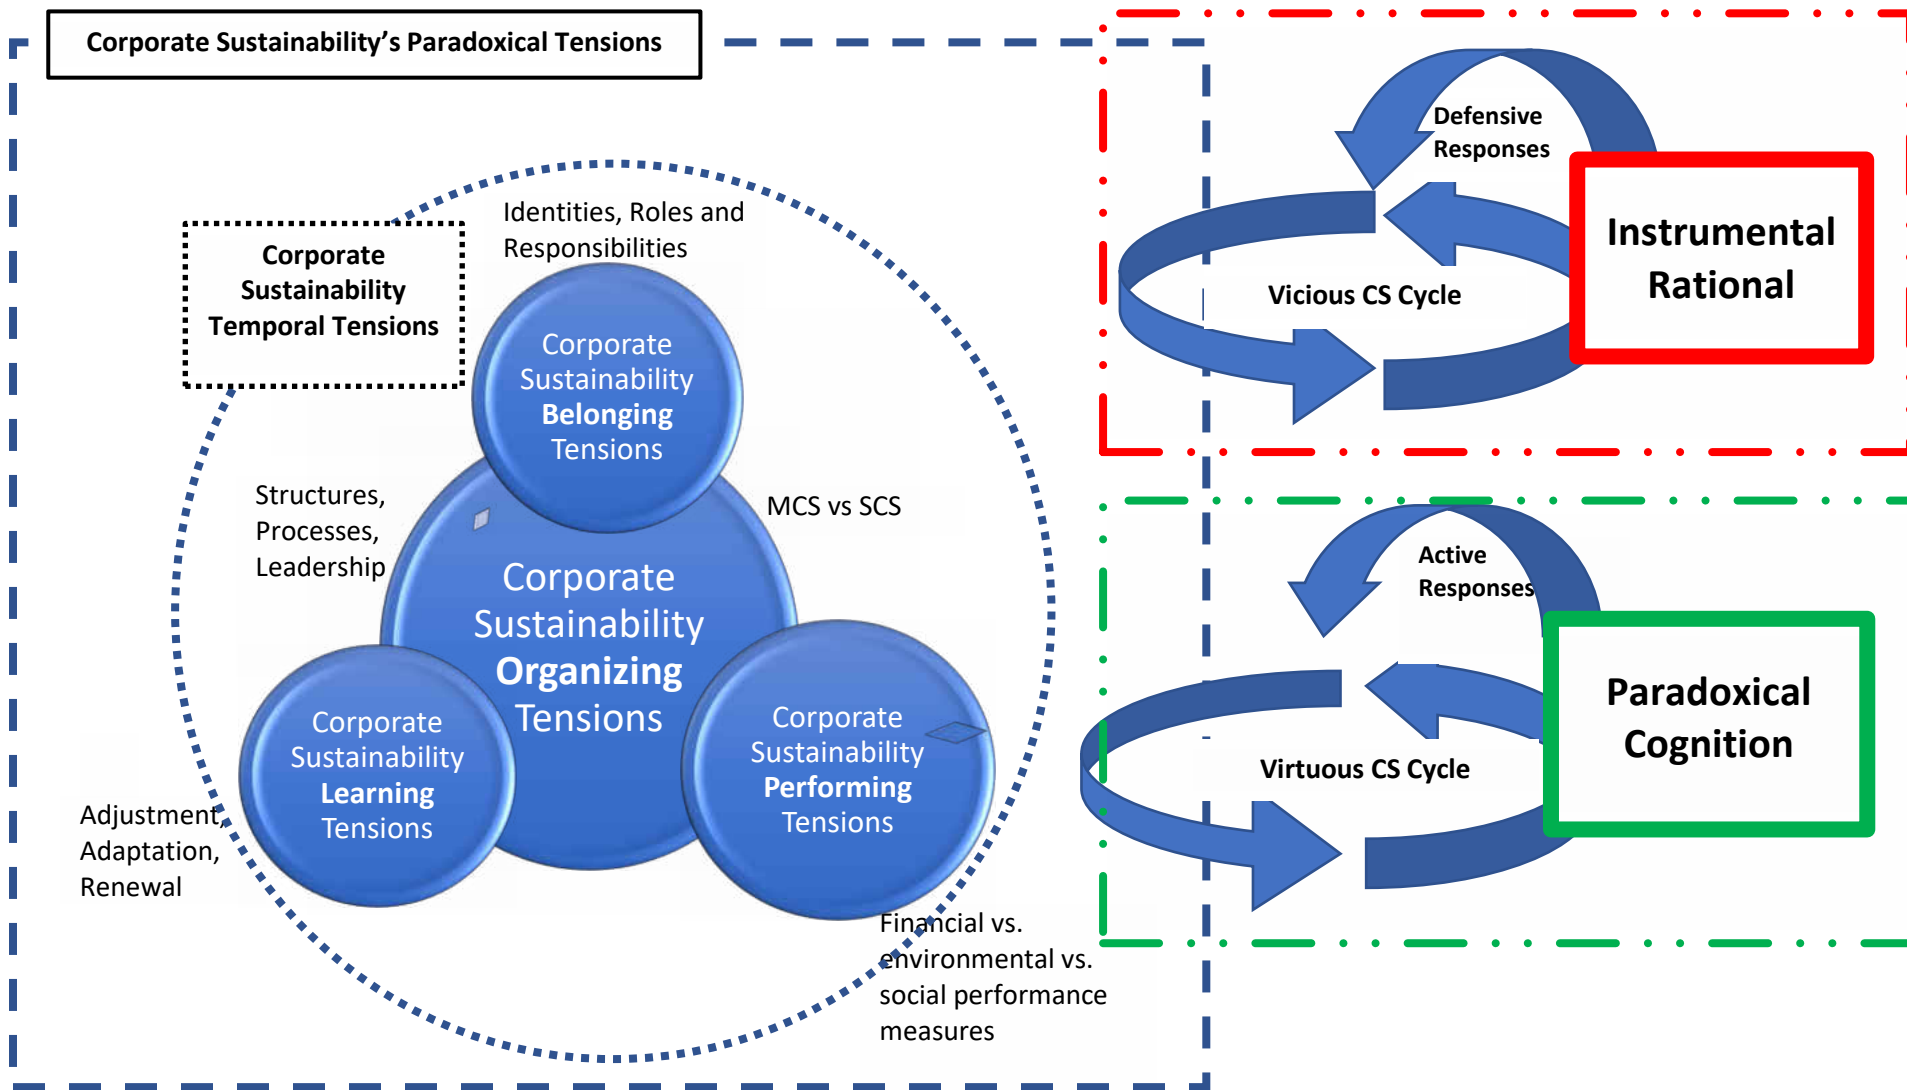 Corporate Sustainability’s Paradoxical Tensions
Corporate
Sustainability
Temporal Tensions
Identities, Roles and
Responsibilities
Corporate
Sustainability
Belonging
Tensions
Structures,
Processes,
Leadership
MCS vs SCS
Corporate
Sustainability
Organizing
Tensions
Corporate
Sustainability
Learning
Tensions
Corporate
Sustainability
Performing
Tensions
Adjustment,
Adaptation,
Renewal
Financial vs.
environmental vs.
social performance
measures
Defensive
Responses
Instrumental
Rational
Vicious CS Cycle
Active
Responses
Paradoxical
Cognition
Virtuous CS Cycle